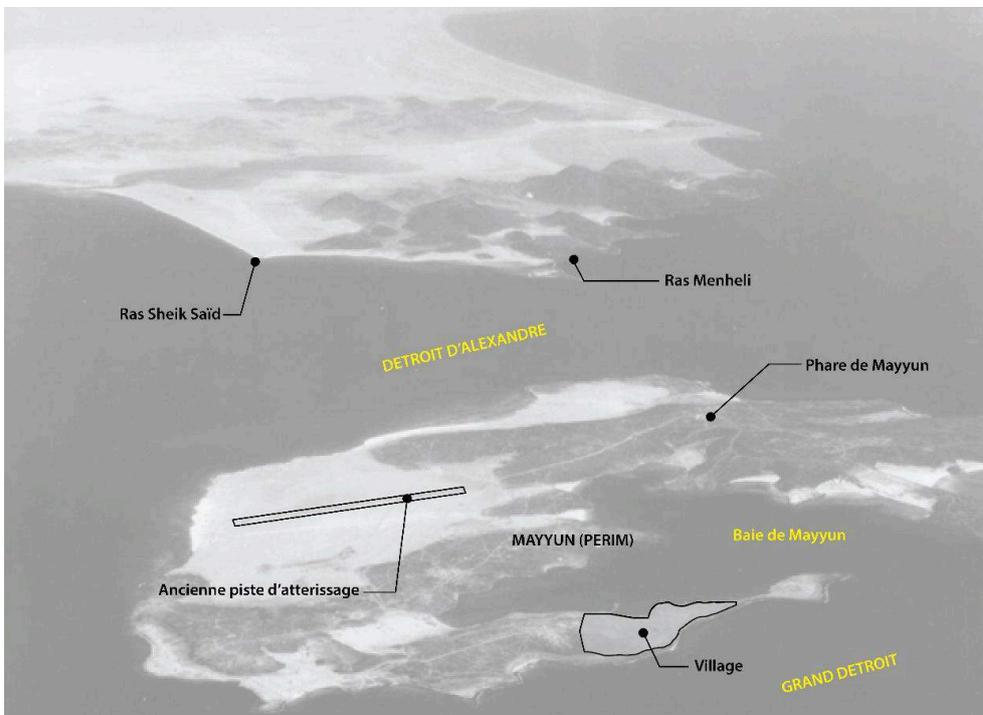 Ras Menheli
Ras Sheik Saïd
DETROIT D'ALEXANDRE
Phare de Mayyun
MAYYUN (PERIM)
Baie de Mayyun
Ancienne piste d'atterissage
Village
GRAND DETROIT